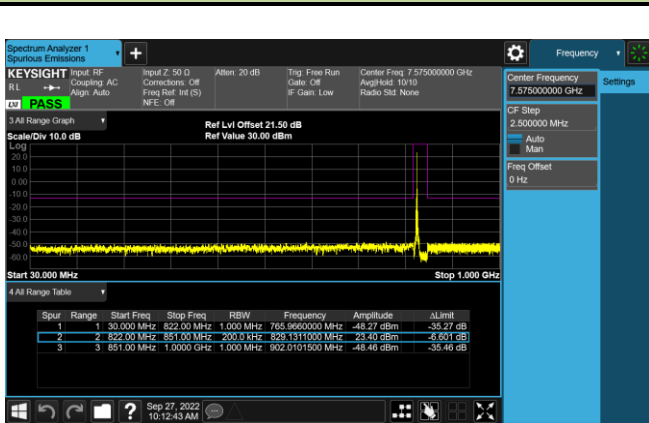 Spectrum Analyzer 1
Spurious Emissions
Frequency
KEYSIGHT
RL
PASS
Input: RF
Coupling: AC
Align: Auto
Input Z: 50 Ω
Corrections: Off
Freq Ref: Int (S)
NFE: Off
Atten: 20 dB
Trig: Free Run
Gate: Off
IF Gain: Low
Center Freq: 7.575000000 GHz
Avg|Hold: 10/10
Radio Std: None
Center Frequency
7.575000000 GHz
Settings
CF Step
2.500000 MHz
Auto
Man
Freq Offset
0 Hz
3 All Range Graph
Scale/Div 10.0 dB
Ref Lvl Offset 21.50 dB
Ref Value 30.00 dBm
Log
20.0
10.0
0.00
-10.0
-20.0
-30.0
-40.0
-50.0
-60.0
Start 30.000 MHz
Stop 1.000 GHz
4 All Range Table
Spur Range Start Freq Stop Freq RBW Frequency Amplitude ΔLimit
1 1 30.000 MHz 822.00 MHz 1.000 MHz 765.9660000 MHz -48.27 dBm -35.27 dB
2 2 822.00 MHz 851.00 MHz 200.0 kHz 829.1311000 MHz 23.40 dBm -6.601 dB
3 3 851.00 MHz 1.0000 GHz 1.000 MHz 902.0101500 MHz -48.46 dBm -35.46 dB
?
Sep 27, 2022
10:12:43 AM